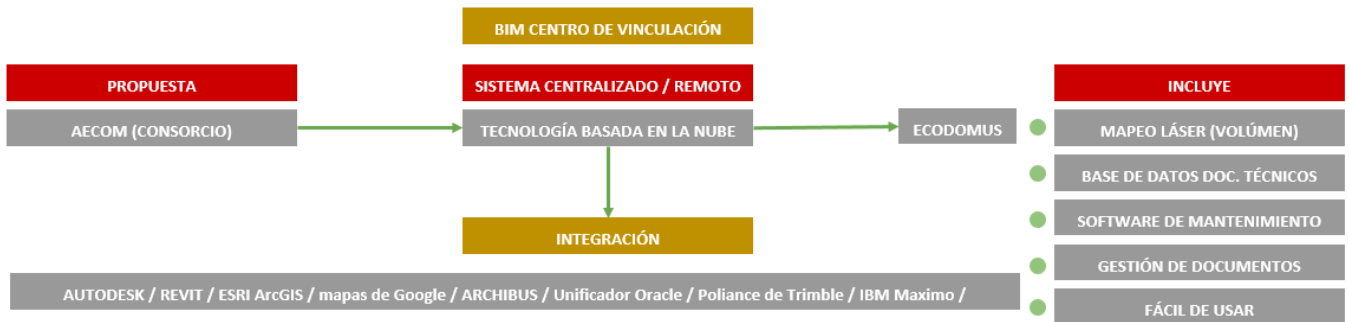 BIM CENTRO DE VINCULACIÓN
PROPUESTA
SISTEMA CENTRALIZADO / REMOTO
INCLUYE
AECOM (CONSORCIO)
TECNOLOGÍA BASADA EN LA NUBE
ECODOMUS
MAPEO LÁSER (VOLÚMEN)
BASE DE DATOS DOC. TÉCNICOS
SOFTWARE DE MANTENIMIENTO
INTEGRACIÓN
GESTIÓN DE DOCUMENTOS
AUTODESK / REVIT / ESRI ArcGIS / mapas de Google / ARCHIBUS / Unificador Oracle / Poliance de Trimble / IBM Maximo /
FÁCIL DE USAR